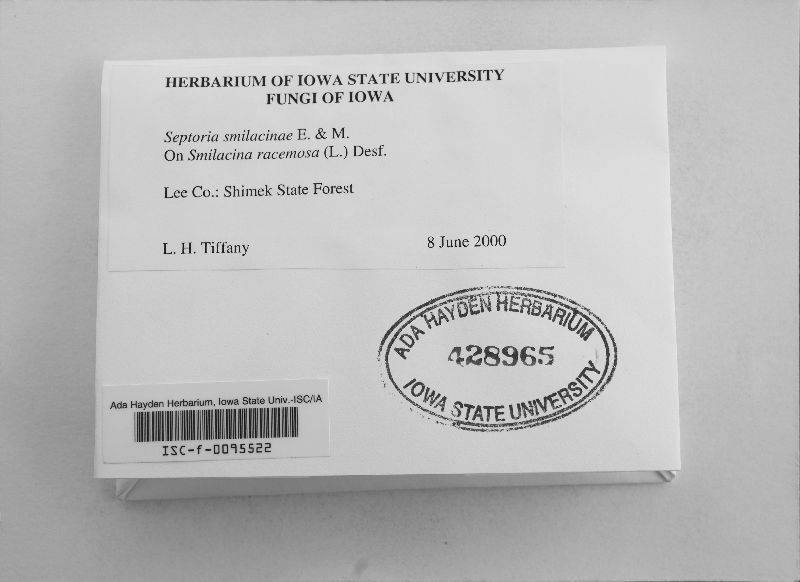 HERBARIUM OF IOWA STATE UNIVERSITY
FUNGI OF IOWA
Septoria smilacinae E. & M.
On Smilacina racemosa (L.) Desf.
Lee Co.: Shimek State Forest
L. H. Tiffany 8 June 2000
ADA HAYDEN HERBARIUM
428965
IOWA STATE UNIVERSITY
Ada Hayden Herbarium, Iowa State Univ.-ISC/IA
ISC-f-0095522